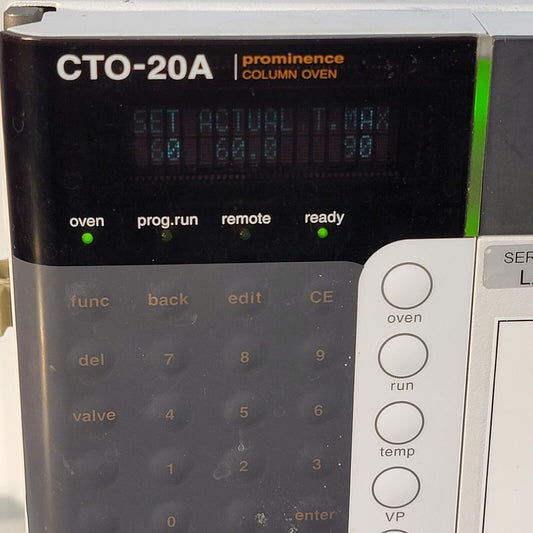 CTO-20A | prominence
COLUMN OVEN
SET ACTUAL T.MAX
60 60.0 90
oven prog.run remote ready
func back edit CE
oven
del 7 8 9
run
valve 4 5 6
temp
1 2 3
VP
0 enter
SER
L